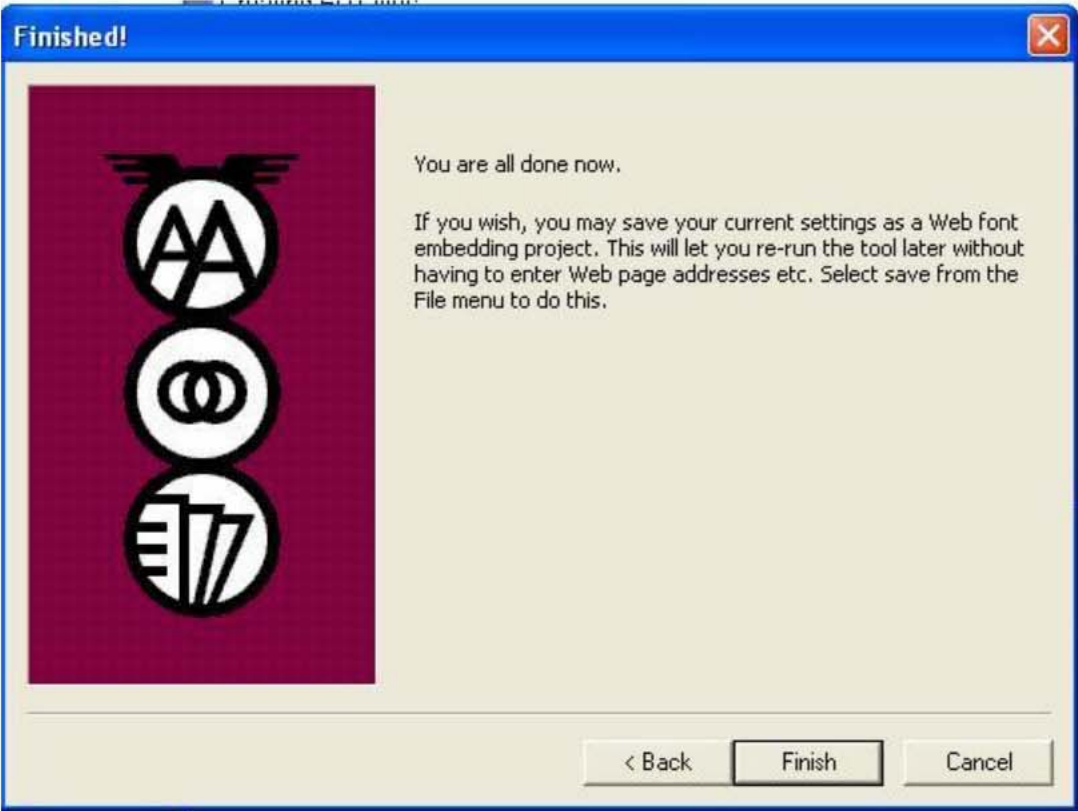 Finished!
You are all done now.
If you wish, you may save your current settings as a Web font
embedding project. This will let you re-run the tool later without
having to enter Web page addresses etc. Select save from the
File menu to do this.
< Back
Finish
Cancel